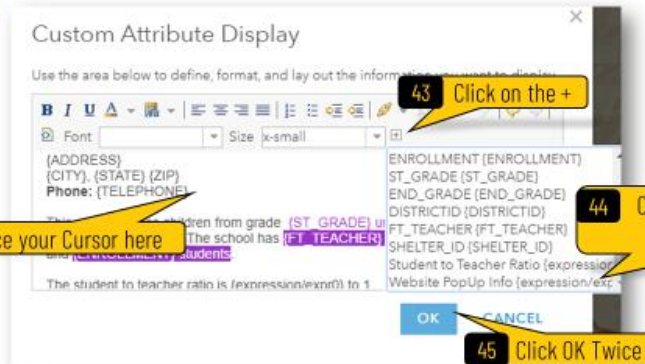 Custom Attribute Display
Use the area below to define, format, and lay out the information you want to display.
43 Click on the +
B I U A
Font Size x-small
{ADDRESS}
{CITY}, {STATE} {ZIP}
Phone: {TELEPHONE}
children from grade {ST_GRADE}
The school has {FT_TEACHER}
and {ENROLLMENT} students.
The student to teacher ratio is {expression/expr0} to 1
your Cursor here
ENROLLMENT {ENROLLMENT}
ST_GRADE {ST_GRADE}
END_GRADE {END_GRADE}
DISTRICTID {DISTRICTID}
FT_TEACHER {FT_TEACHER}
SHELTER_ID {SHELTER_ID}
Student to Teacher Ratio {expression
Website PopUp Info {expression/exp
44
OK CANCEL
45 Click OK Twice